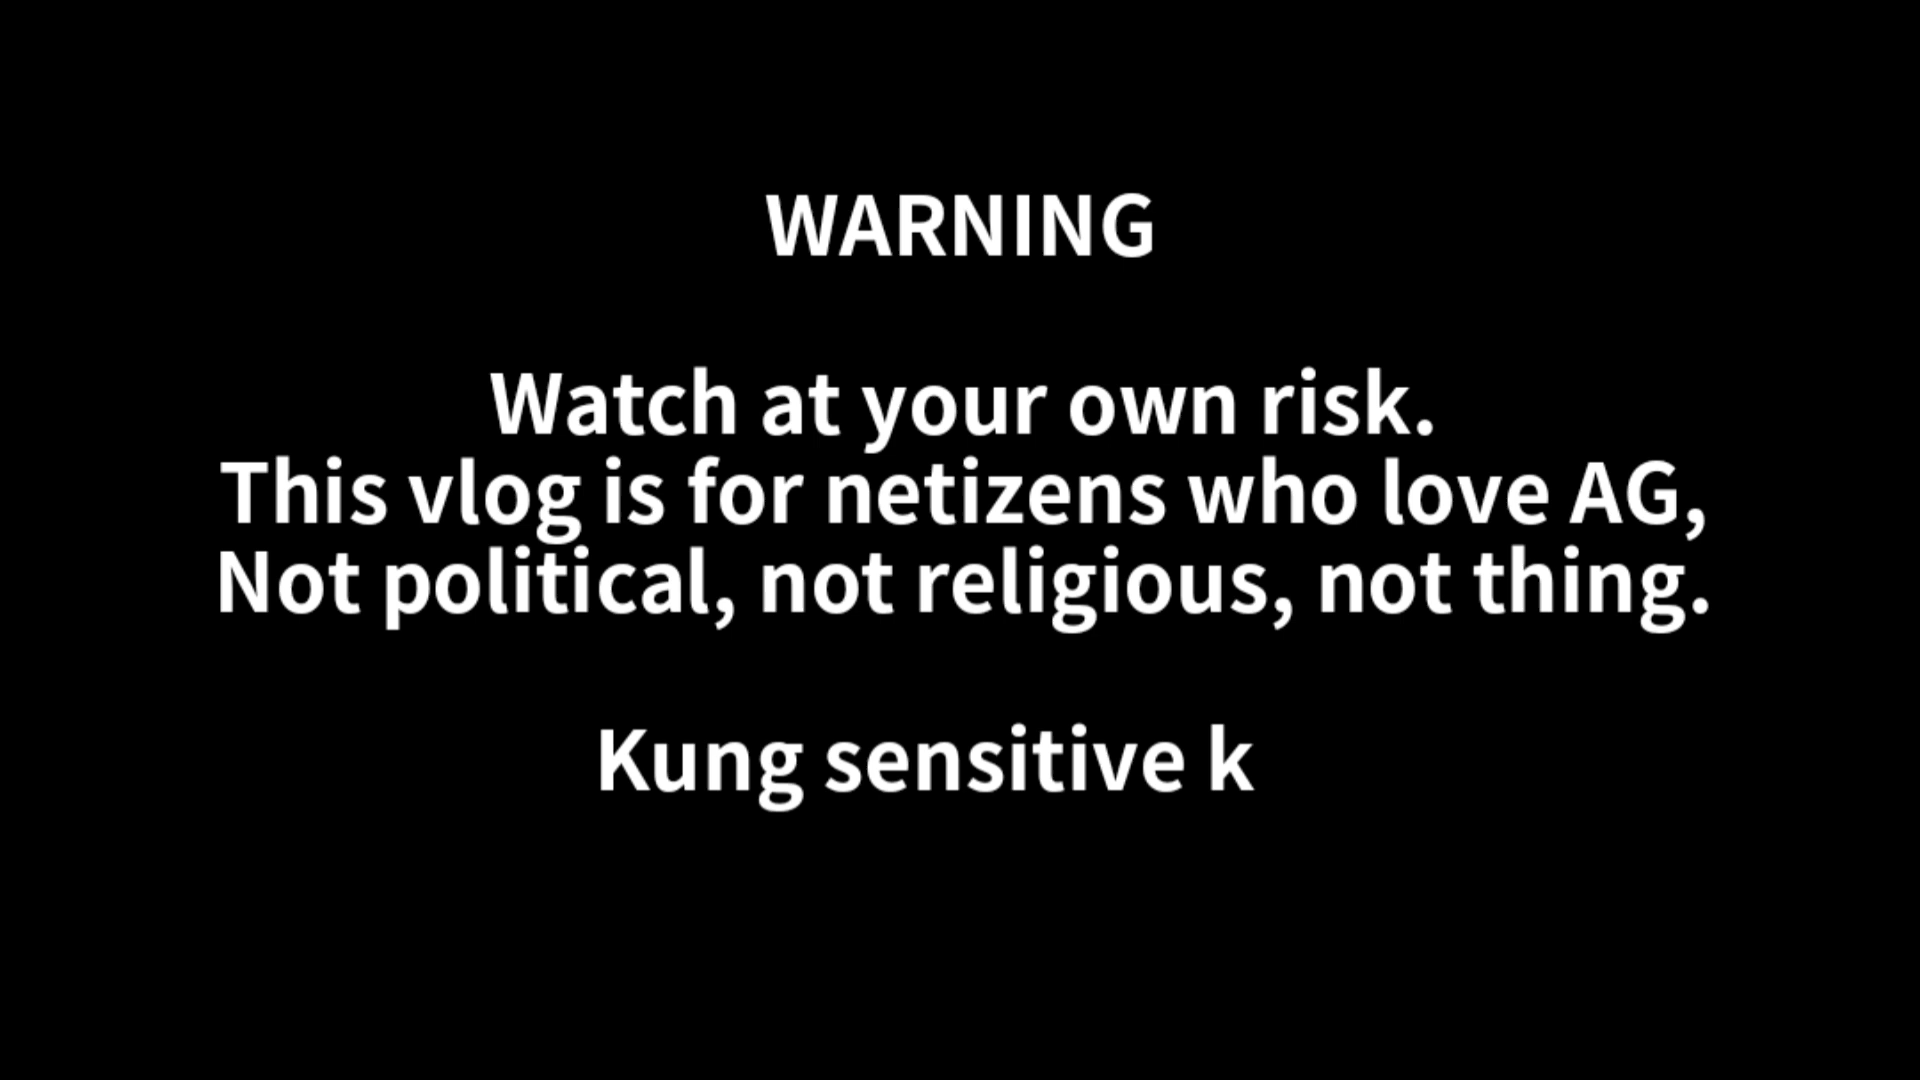 WARNING
Watch at your own risk.
This vlog is for netizens who love AG,
Not political, not religious, not thing.
Kung sensitive k